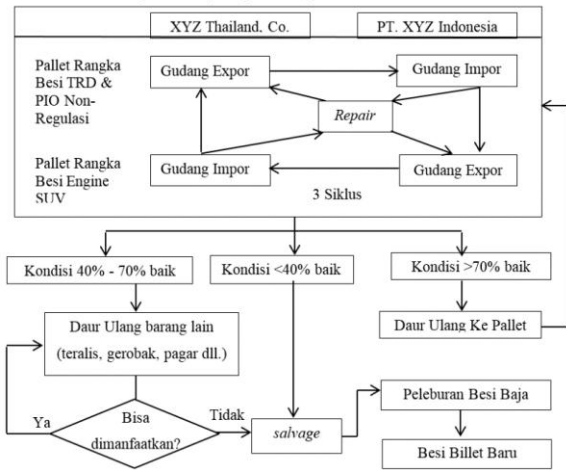 XYZ Thailand, Co.
PT. XYZ Indonesia
Pallet Rangka
Besi TRD &
PIO Non-
Regulasi
Gudang Expor
Gudang Impor
Repair
Pallet Rangka
Besi Engine
SUV
Gudang Impor
Gudang Expor
3 Siklus
Kondisi 40% - 70% baik
Kondisi <40% baik
Kondisi >70% baik
Daur Ulang barang lain
(teralis, gerobak, pagar dll.)
Daur Ulang Ke Pallet
Ya
Bisa
dimanfaatkan?
Tidak
salvage
Peleburan Besi Baja
Besi Billet Baru